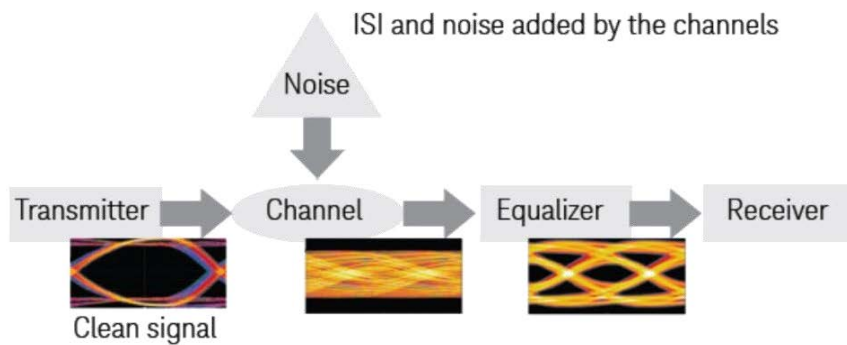 ISI and noise added by the channels
Noise
Transmitter
Channel
Equalizer
Receiver
Clean signal